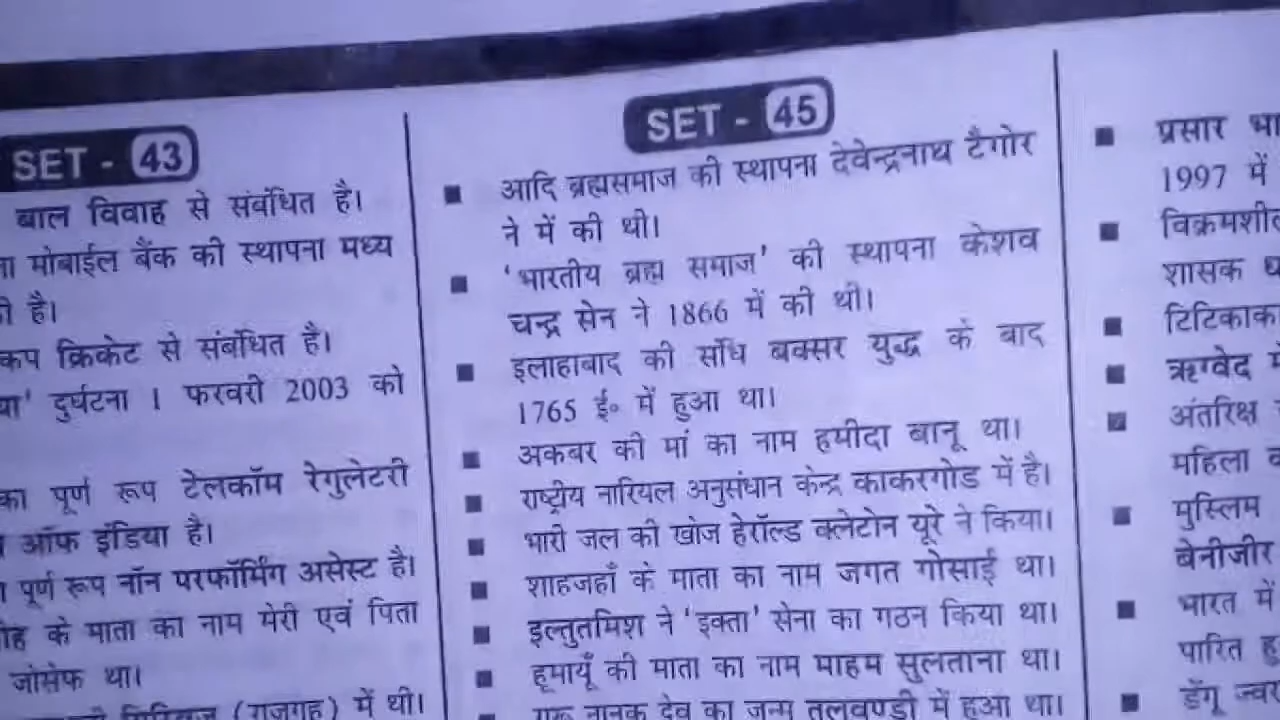 SET - 43
बाल विवाह से संबंधित है।
मोबाईल बैंक की स्थापना मध्य
है।
कप क्रिकेट से संबंधित है।
दुर्घटना 1 फरवरी 2003 को
का पूर्ण रूप टेलकॉम रेगुलेटरी
ऑफ इंडिया है।
पूर्ण रूप नॉन परफॉर्मिंग असेस्ट है।
के माता का नाम मेरी एवं पिता
जोसेफ था।
(राजगृह) में थी।
SET - 45
■ आदि ब्रह्मसमाज की स्थापना देवेन्द्रनाथ टैगोर
ने में की थी।
■ 'भारतीय ब्रह्म समाज' की स्थापना केशव
चन्द्र सेन ने 1866 में की थी।
■ इलाहाबाद की संधि बक्सर युद्ध के बाद
1765 ई० में हुआ था।
■ अकबर की मां का नाम हमीदा बानू था।
■ राष्ट्रीय नारियल अनुसंधान केन्द्र काकरगोड में है।
■ भारी जल की खोज हेरॉल्ड क्लेटोन यूरे ने किया।
■ शाहजहाँ के माता का नाम जगत गोसाई था।
■ इल्तुतमिश ने 'इक्ता' सेना का गठन किया था।
■ हूमायूँ की माता का नाम माहम सुलताना था।
■ गुरू नानक देव का जन्म तलवण्डी में हुआ था।
■ प्रसार
1997 में
■ विक्रमशील
शासक
■ टिटिकाका
■ ऋग्वेद
■ अंतरिक्ष
महिला
■ मुस्लिम
बेनीजीर
■ भारत में
पारित
■ डेंगू ज्वर